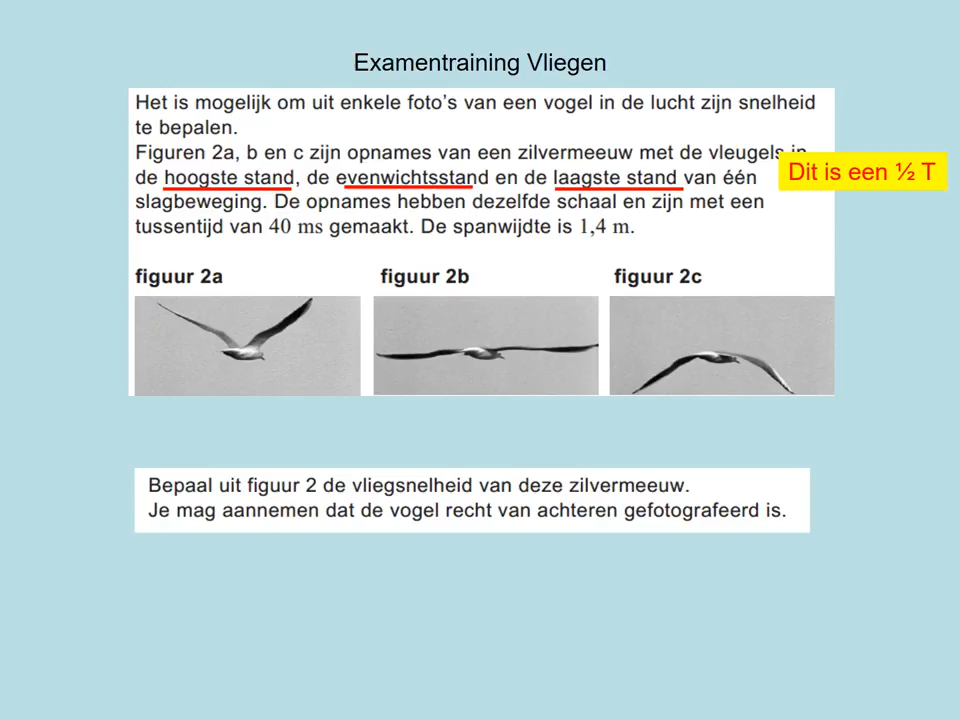 Examentraining Vliegen
Het is mogelijk om uit enkele foto's van een vogel in de lucht zijn snelheid
te bepalen.
Figuren 2a, b en c zijn opnames van een zilvermeeuw met de vleugels in
de hoogste stand, de evenwichtsstand en de laagste stand van één
Dit is een ½ T
slagbeweging. De opnames hebben dezelfde schaal en zijn met een
tussentijd van 40 ms gemaakt. De spanwijdte is 1,4 m.
figuur 2a figuur 2b figuur 2c
Bepaal uit figuur 2 de vliegsnelheid van deze zilvermeeuw.
Je mag aannemen dat de vogel recht van achteren gefotografeerd is.